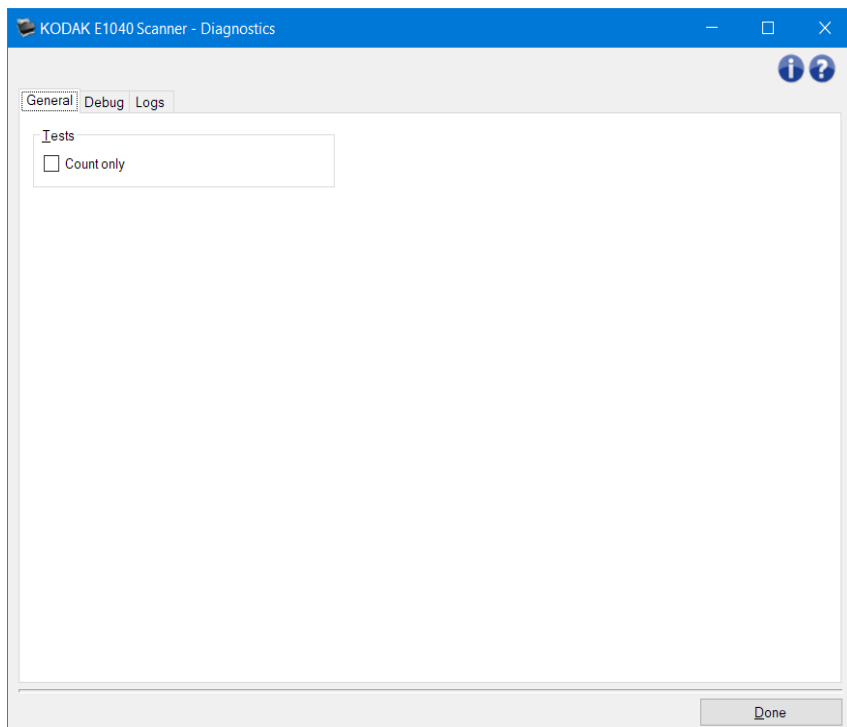 KODAK E1040 Scanner - Diagnostics
General Debug Logs
Tests
Count only
Done